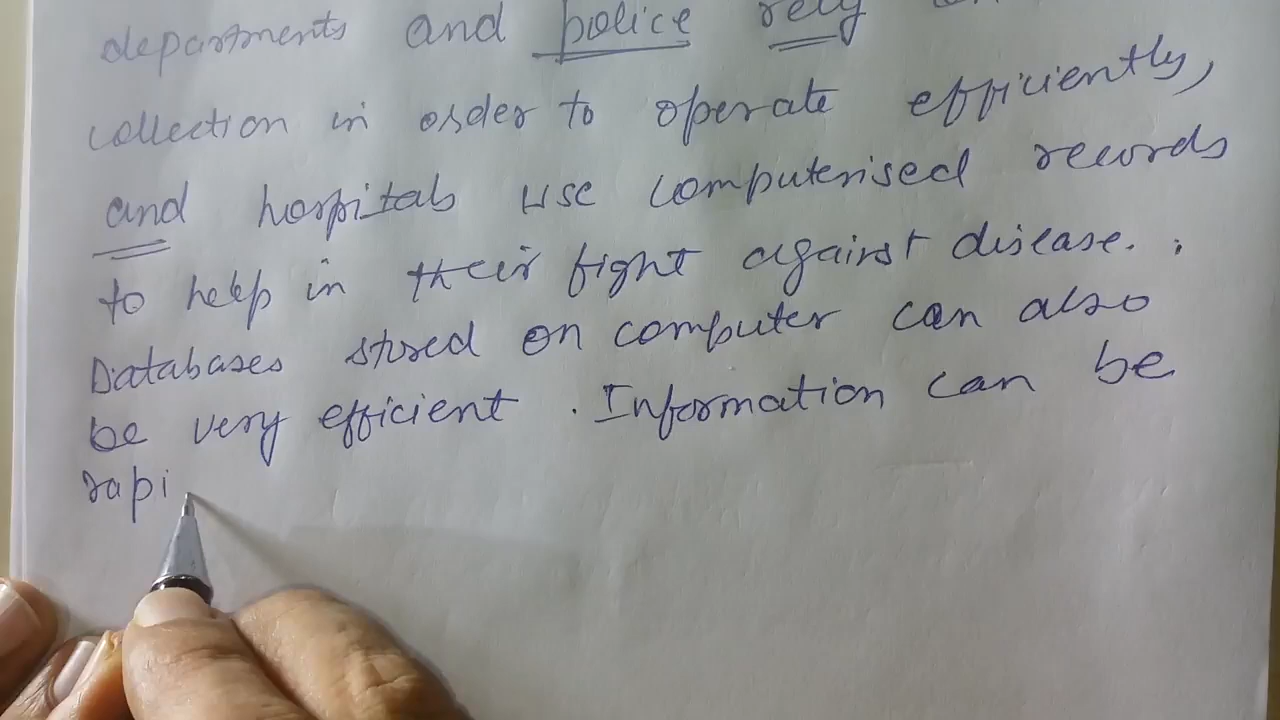 departments and police rely
collection in order to operate efficiently,
and hospitals use computerised records
to help in their fight against disease.
Databases stored on computer can also
be very efficient. Information can be
rapi